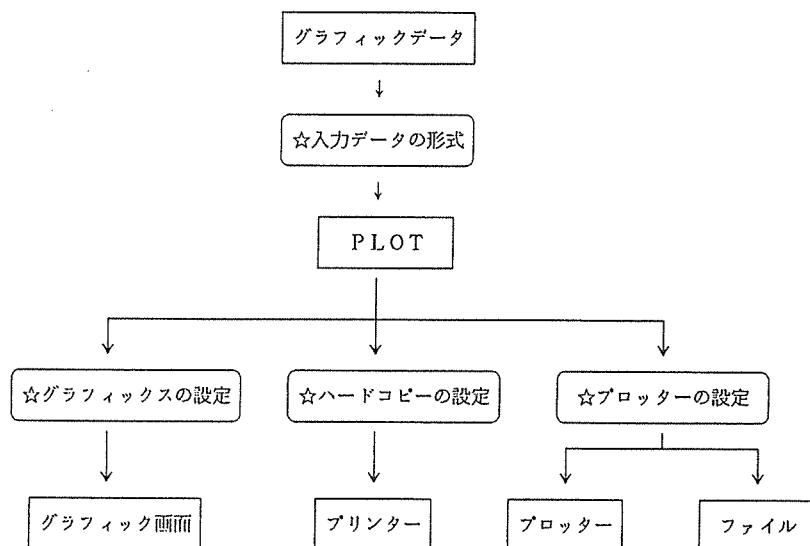 グラフィックデータ
☆入力データの形式
PLOT
☆グラフィックスの設定
☆ハードコピーの設定
☆プロッターの設定
グラフィック画面
プリンター
プロッター
ファイル